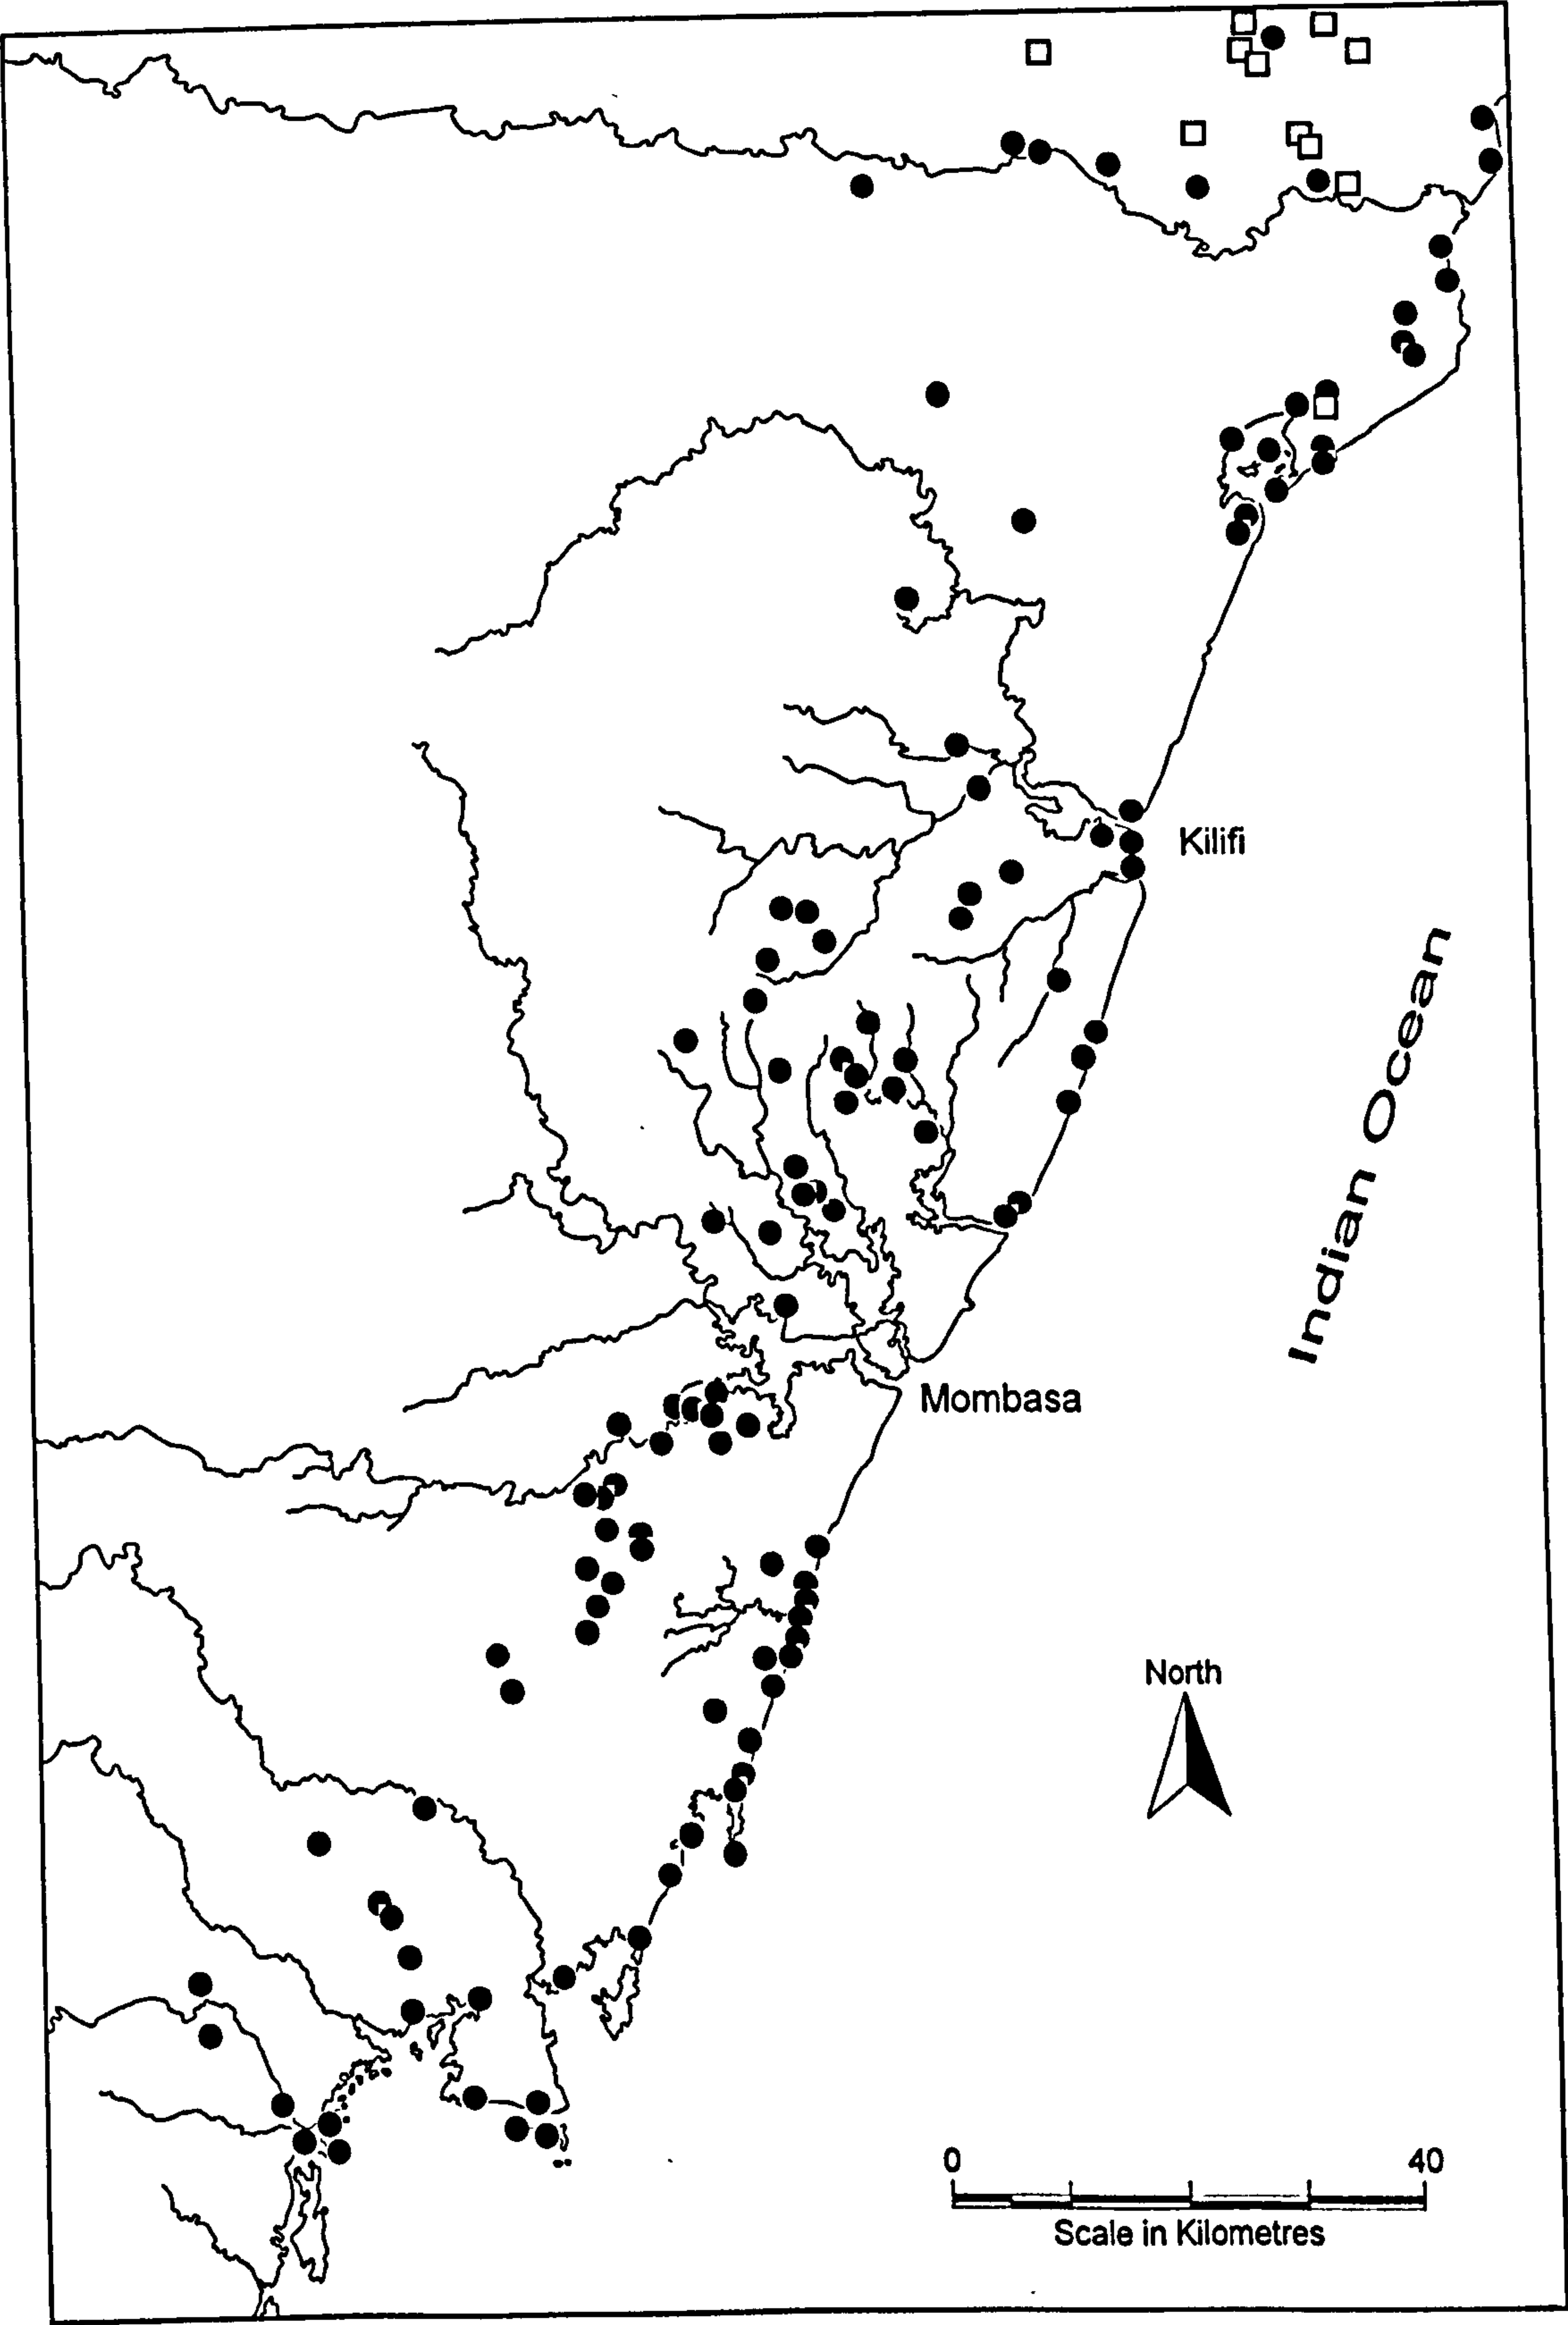 Kilifi
Indian Ocean
Mombasa
North
0 40
Scale in Kilometres